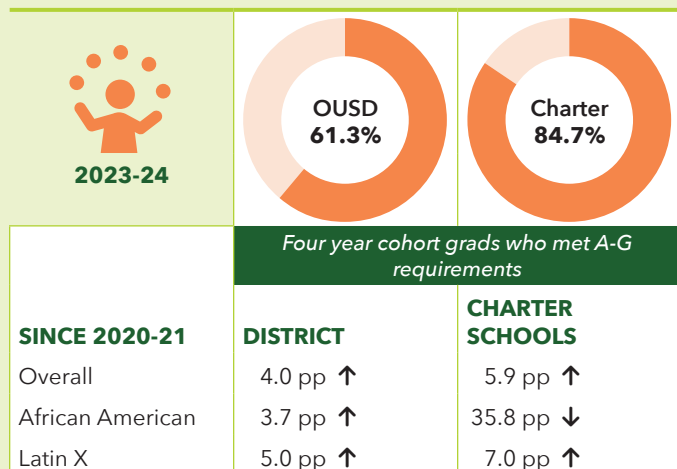 OUSD
61.3%
Charter
84.7%
2023-24
Four year cohort grads who met A-G
requirements
SINCE 2020-21 DISTRICT CHARTER
SCHOOLS
Overall 4.0 pp ↑ 5.9 pp ↑
African American 3.7 pp ↑ 35.8 pp ↓
Latin X 5.0 pp ↑ 7.0 pp ↑